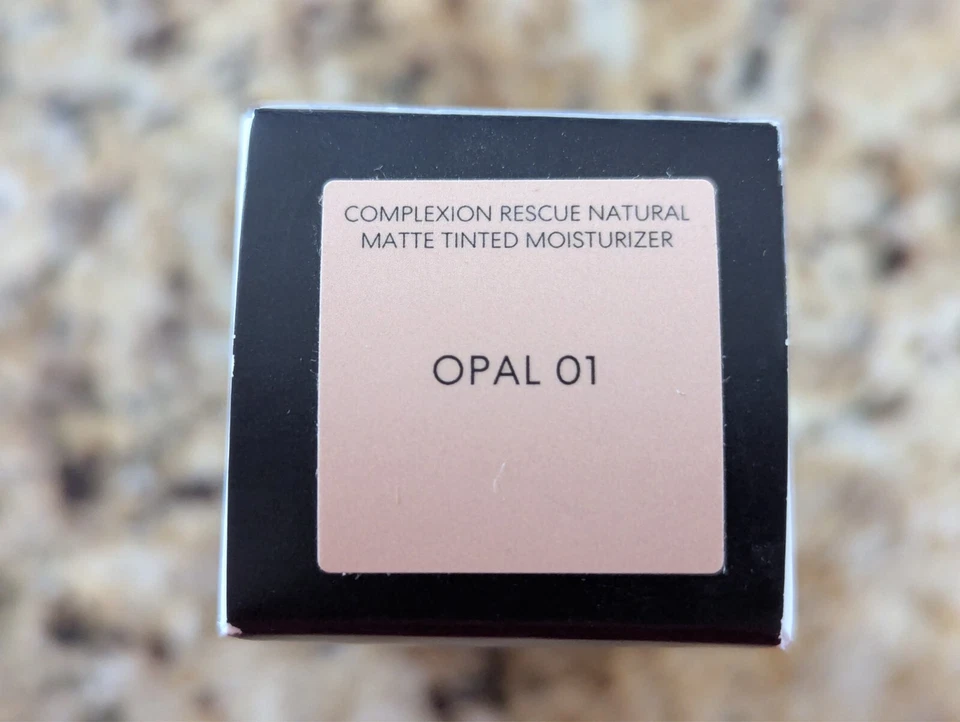 COMPLEXION RESCUE NATURAL
MATTE TINTED MOISTURIZER
OPAL 01